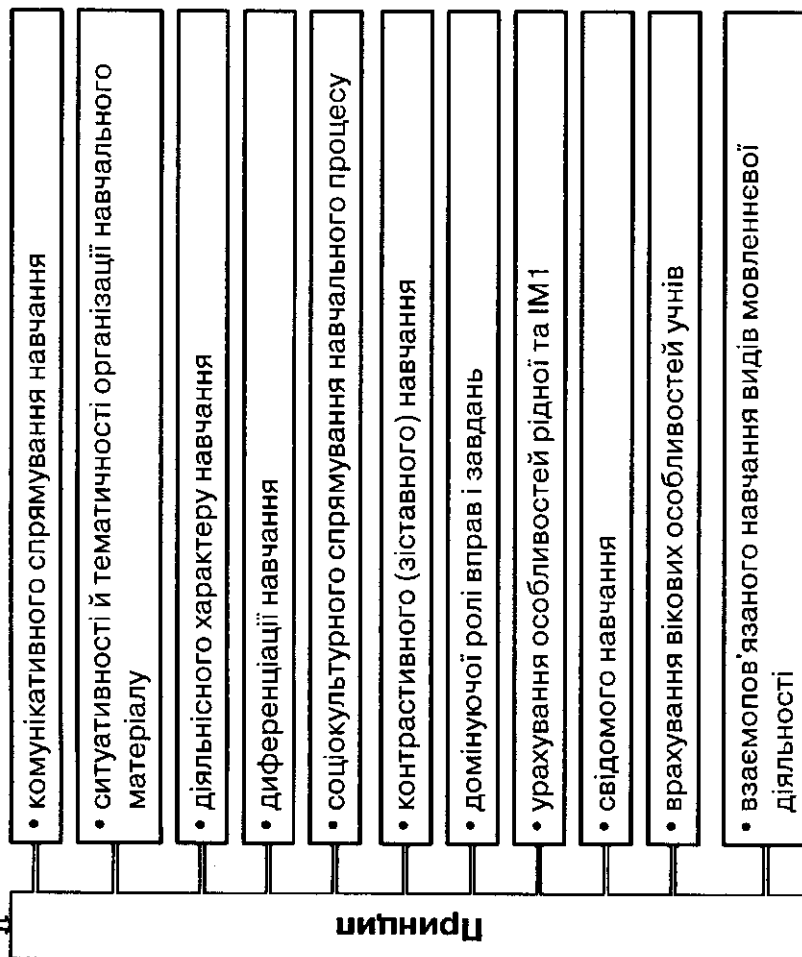 Принцип
• комунікативного спрямування навчання
• ситуативності й тематичності організації навчального
матеріалу
• діяльнісного характеру навчання
• диференціації навчання
• соціокультурного спрямування навчального процесу
• контрастивного (зіставного) навчання
• домінуючої ролі вправ і завдань
• урахування особливостей рідної та ІМ1
• свідомого навчання
• врахування вікових особливостей учнів
• взаємопов'язаного навчання видів мовленнєвої
діяльності